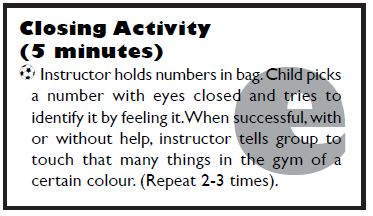 Closing Activity
(5 minutes)
Instructor holds numbers in bag. Child picks
a number with eyes closed and tries to
identify it by feeling it. When successful, with
or without help, instructor tells group to
touch that many things in the gym of a
certain colour. (Repeat 2-3 times).
e